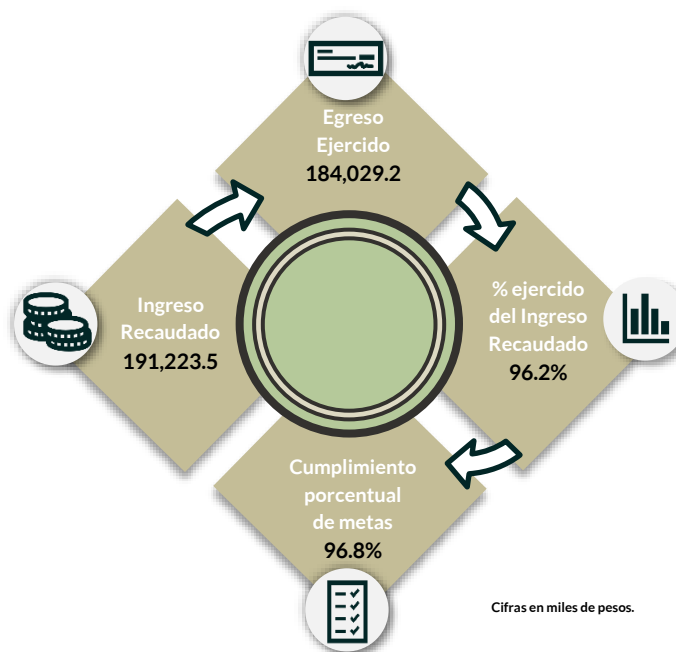 Egreso
Ejercido
184,029.2
Ingreso
Recaudado
191,223.5
% ejercido
del Ingreso
Recaudado
96.2%
Cumplimiento
porcentual
de metas
96.8%
Cifras en miles de pesos.